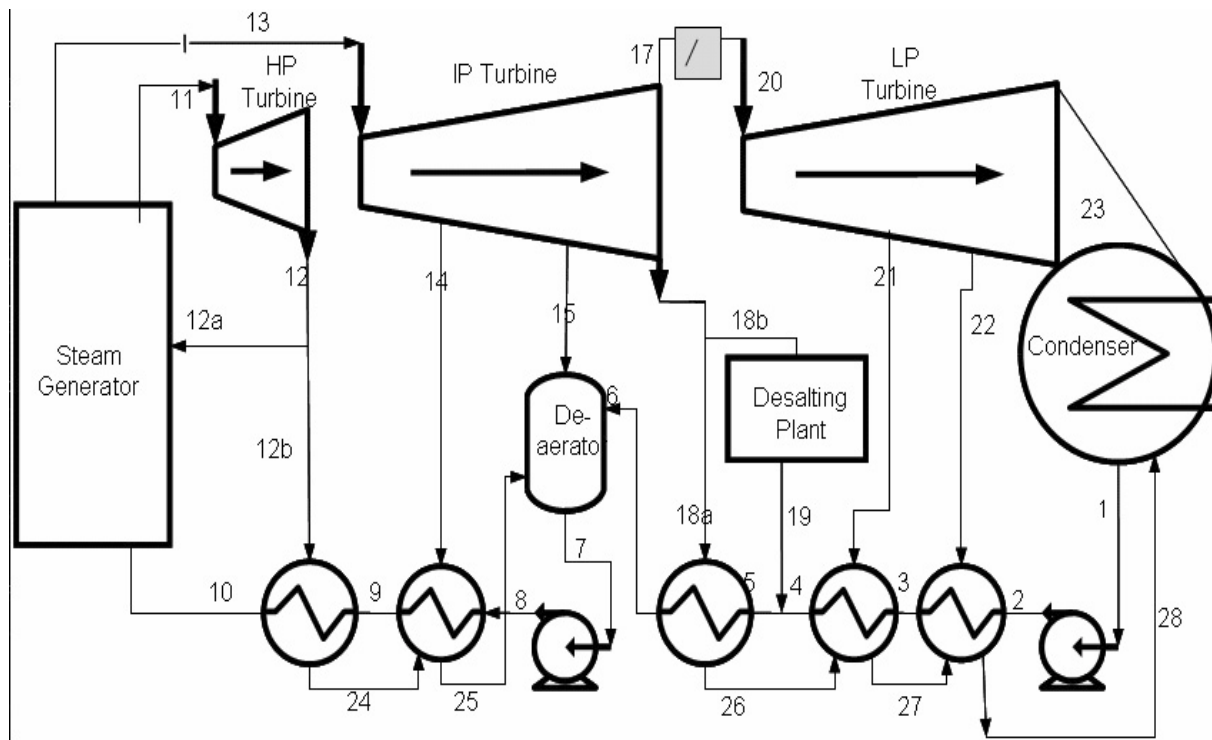 13
17
HP
Turbine
IP Turbine
LP
Turbine
11
20
12
14
15
21
22
23
12a
18b
Steam
Generator
Condenser
6
De-
aerator
Desalting
Plant
12b
18a
19
7
1
10
9
8
5
4
3
2
24
25
26
27
28